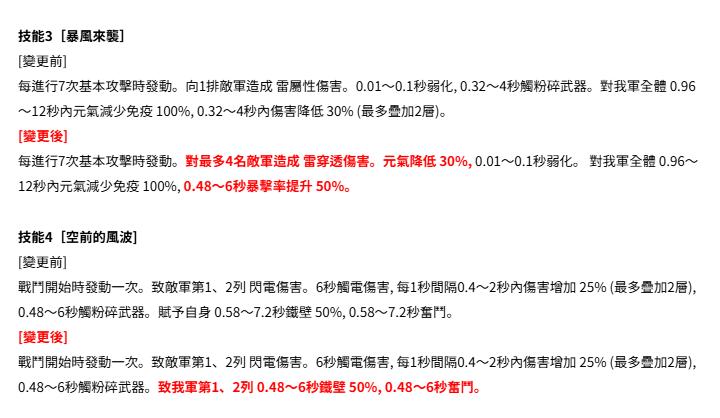 技能3［暴風來襲］
[變更前]
每進行7次基本攻擊時發動。向1排敵軍造成 雷屬性傷害。0.01～0.1秒弱化, 0.32～4秒觸粉碎武器。對我軍全體 0.96
～12秒內元氣減少免疫 100%, 0.32～4秒內傷害降低 30% (最多疊加2層)。
[變更後]
每進行7次基本攻擊時發動。對最多4名敵軍造成 雷穿透傷害。元氣降低 30%, 0.01～0.1秒弱化。 對我軍全體 0.96～
12秒內元氣減少免疫 100%, 0.48～6秒暴擊率提升 50%。
技能4［空前的風波］
[變更前]
戰鬥開始時發動一次。致敵軍第1、2列 閃電傷害。6秒觸電傷害, 每1秒間隔0.4～2秒內傷害增加 25% (最多疊加2層),
0.48～6秒觸粉碎武器。賦予自身 0.58～7.2秒鐵壁 50%, 0.58～7.2秒奮鬥。
[變更後]
戰鬥開始時發動一次。致敵軍第1、2列 閃電傷害。6秒觸電傷害, 每1秒間隔0.4～2秒內傷害增加 25% (最多疊加2層),
0.48～6秒觸粉碎武器。致我軍第1、2列 0.48～6秒鐵壁 50%, 0.48～6秒奮鬥。